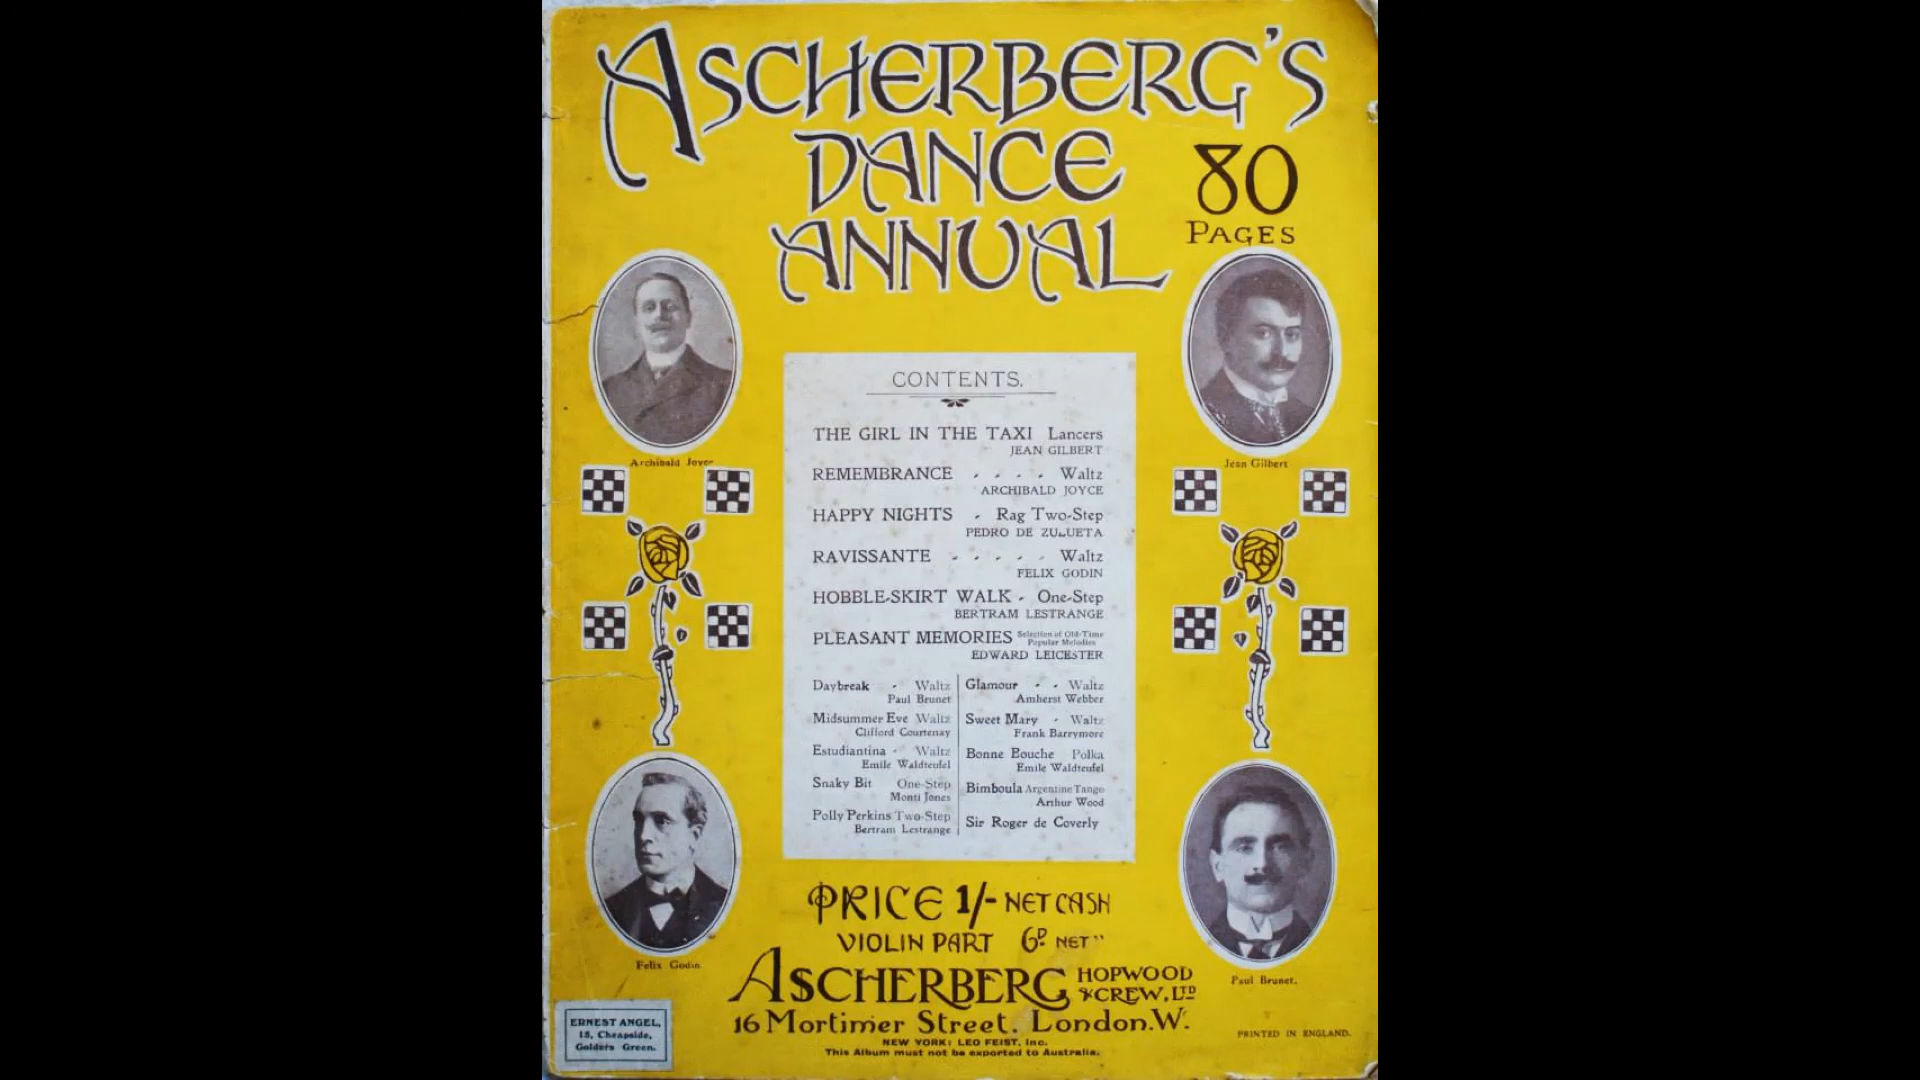 ASCHERBERG'S
DANCE
ANNUAL
80
PAGES
Archibald Joyce
Jean Gilbert
CONTENTS.
THE GIRL IN THE TAXI Lancers
JEAN GILBERT
REMEMBRANCE - - - - Waltz
ARCHIBALD JOYCE
HAPPY NIGHTS - Rag Two-Step
PEDRO DE ZULUETA
RAVISSANTE - - - - - Waltz
FELIX GODIN
HOBBLE-SKIRT WALK - One-Step
BERTRAM LESTRANGE
PLEASANT MEMORIES Selection of Old-Time
Popular Melodies
EDWARD LEICESTER
Daybreak - Waltz
Paul Brunet
Midsummer Eve Waltz
Clifford Courtenay
Estudiantina - Waltz
Emile Waldteufel
Snaky Bit One-Step
Monti Jones
Polly Perkins Two-Step
Bertram Lestrange
Glamour - - Waltz
Amherst Webber
Sweet Mary - Waltz
Frank Barrymore
Bonne Bouche Polka
Emile Waldteufel
Bimboula Argentine Tango
Arthur Wood
Sir Roger de Coverly
Felix Godin
Paul Brunet.
PRICE 1/- NET CASH
VIOLIN PART 6D. NET "
ASCHERBERG HOPWOOD
& CREW, LTD
16 Mortimer Street. London. W.
NEW YORK: LEO FEIST, Inc.
This Album must not be exported to Australia.
PRINTED IN ENGLAND.
ERNEST ANGEL,
15, Cheapside,
Golders Green.